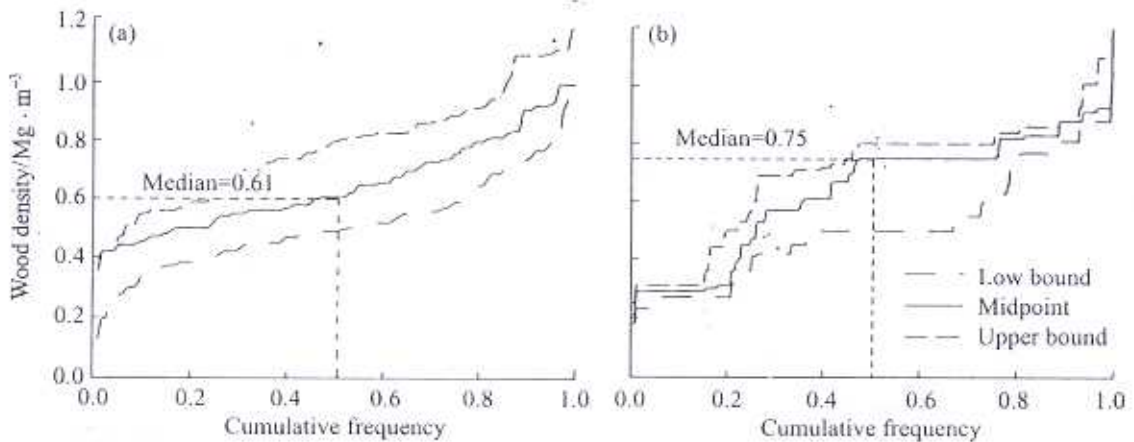 (a)
(b)
Wood density/Mg · m⁻³
1.2
1.0
0.8
0.6
0.4
0.2
0.0
Median=0.61
0.0 0.2 0.4 0.6 0.8 1.0
Cumulative frequency
Median=0.75
Low bound
Midpoint
Upper bound
0.0 0.2 0.4 0.6 0.8 1.0
Cumulative frequency